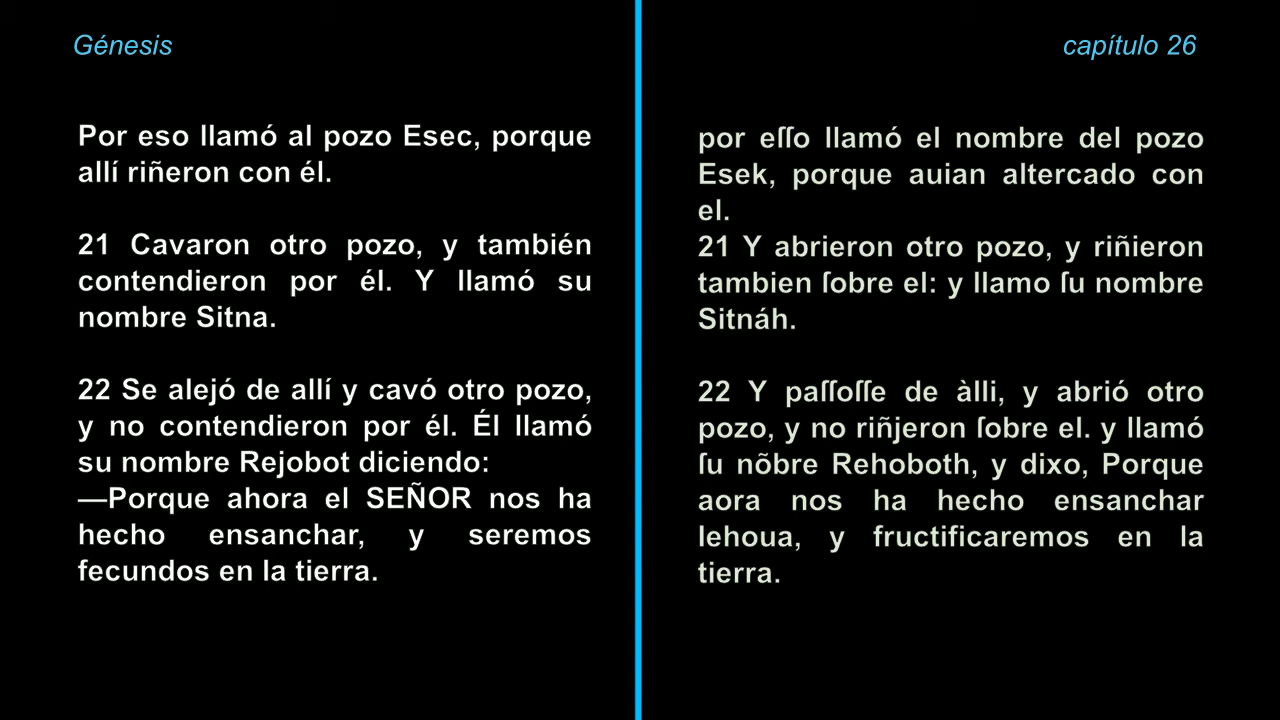 Génesis
capítulo 26
Por eso llamó al pozo Esec, porque
allí riñeron con él.
21 Cavaron otro pozo, y también
contendieron por él. Y llamó su
nombre Sitna.
22 Se alejó de allí y cavó otro pozo,
y no contendieron por él. Él llamó
su nombre Rejobot diciendo:
—Porque ahora el SEÑOR nos ha
hecho ensanchar, y seremos
fecundos en la tierra.
por eſſo llamó el nombre del pozo
Esek, porque auian altercado con
el.
21 Y abrieron otro pozo, y riñieron
tambien ſobre el: y llamo ſu nombre
Sitnáh.
22 Y paſſoſſe de àlli, y abrió otro
pozo, y no riñjeron ſobre el. y llamó
ſu nõbre Rehoboth, y dixo, Porque
aora nos ha hecho ensanchar
Iehoua, y fructificaremos en la
tierra.